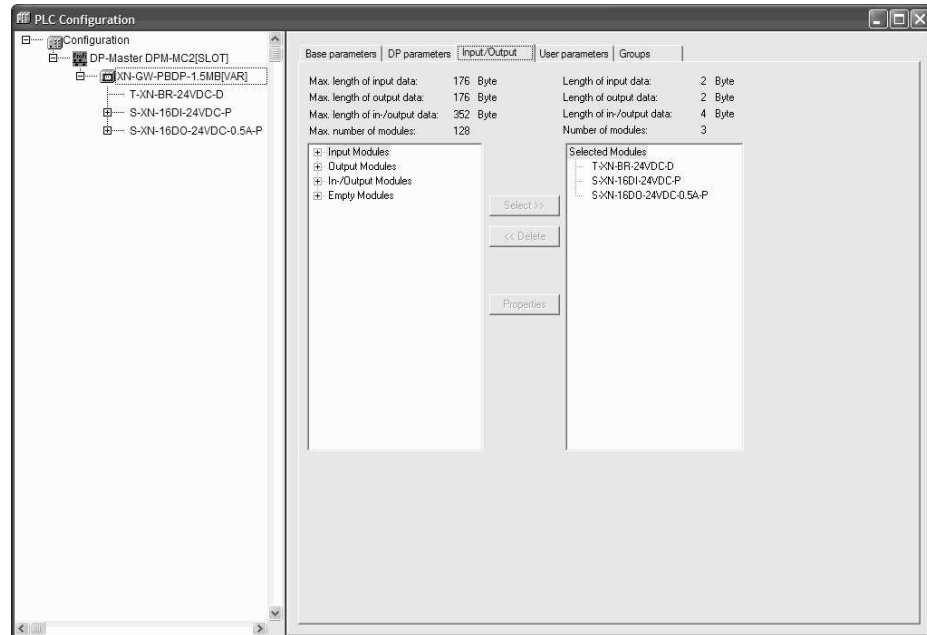 PLC Configuration
Configuration
DP-Master DPM-MC2[SLOT]
XN-GW-PBDP-1.5MB[VAR]
T-XN-BR-24VDC-D
S-XN-16DI-24VDC-P
S-XN-16DO-24VDC-0.5A-P
Base parameters DP parameters Input/Output User parameters Groups
Max. length of input data: 176 Byte Length of input data: 2 Byte
Max. length of output data: 176 Byte Length of output data: 2 Byte
Max. length of in-/output data: 352 Byte Length of in-/output data: 4 Byte
Max. number of modules: 128 Number of modules: 3
Input Modules
Output Modules
In-/Output Modules
Empty Modules
Select >>
<< Delete
Properties
Selected Modules
T-XN-BR-24VDC-D
S-XN-16DI-24VDC-P
S-XN-16DO-24VDC-0.5A-P